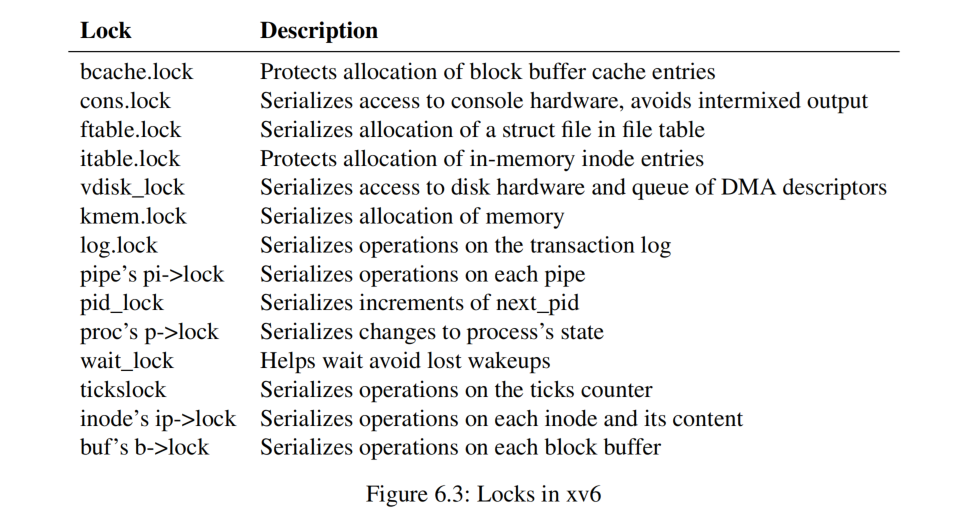 Lock Description
bcache.lock Protects allocation of block buffer cache entries
cons.lock Serializes access to console hardware, avoids intermixed output
ftable.lock Serializes allocation of a struct file in file table
itable.lock Protects allocation of in-memory inode entries
vdisk_lock Serializes access to disk hardware and queue of DMA descriptors
kmem.lock Serializes allocation of memory
log.lock Serializes operations on the transaction log
pipe’s pi->lock Serializes operations on each pipe
pid_lock Serializes increments of next_pid
proc’s p->lock Serializes changes to process’s state
wait_lock Helps wait avoid lost wakeups
tickslock Serializes operations on the ticks counter
inode’s ip->lock Serializes operations on each inode and its content
buf’s b->lock Serializes operations on each block buffer
Figure 6.3: Locks in xv6